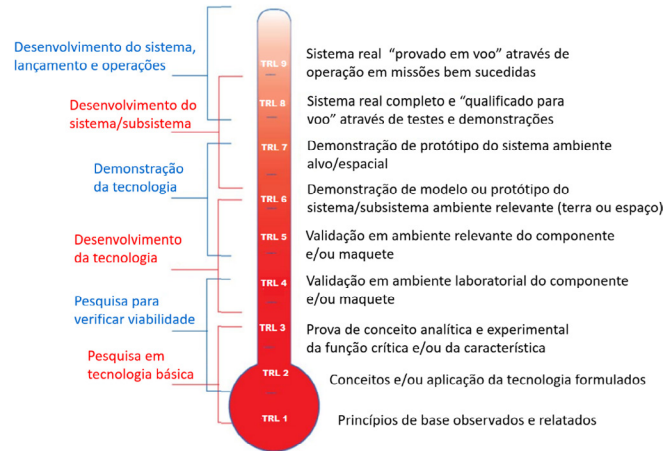 Desenvolvimento do sistema,
lançamento e operações
Desenvolvimento do
sistema/subsistema
Demonstração
da tecnologia
Desenvolvimento
da tecnologia
Pesquisa para
verificar viabilidade
Pesquisa em
tecnologia básica
TRL 9
Sistema real “provado em voo” através de
operação em missões bem sucedidas
TRL 8
Sistema real completo e “qualificado para
voo” através de testes e demonstrações
TRL 7
Demonstração de protótipo do sistema ambiente
alvo/espacial
TRL 6
Demonstração de modelo ou protótipo do
sistema/subsistema ambiente relevante (terra ou espaço)
TRL 5
Validação em ambiente relevante do componente
e/ou maquete
TRL 4
Validação em ambiente laboratorial do componente
e/ou maquete
TRL 3
Prova de conceito analítica e experimental
da função crítica e/ou da característica
TRL 2
Conceitos e/ou aplicação da tecnologia formulados
TRL 1
Princípios de base observados e relatados